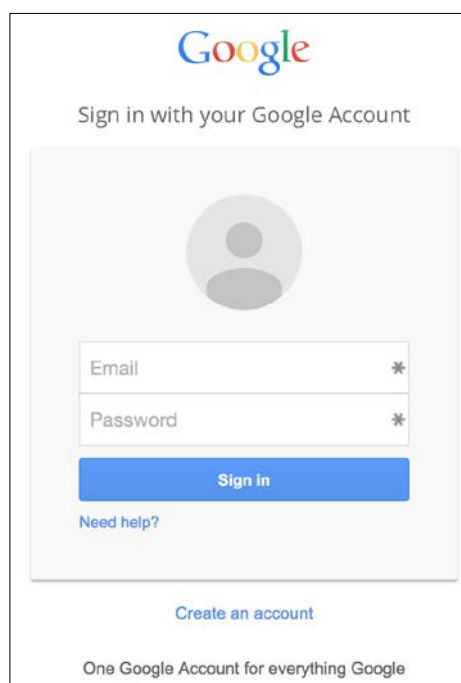 Google
Sign in with your Google Account
Email *
Password *
Sign in
Need help?
Create an account
One Google Account for everything Google